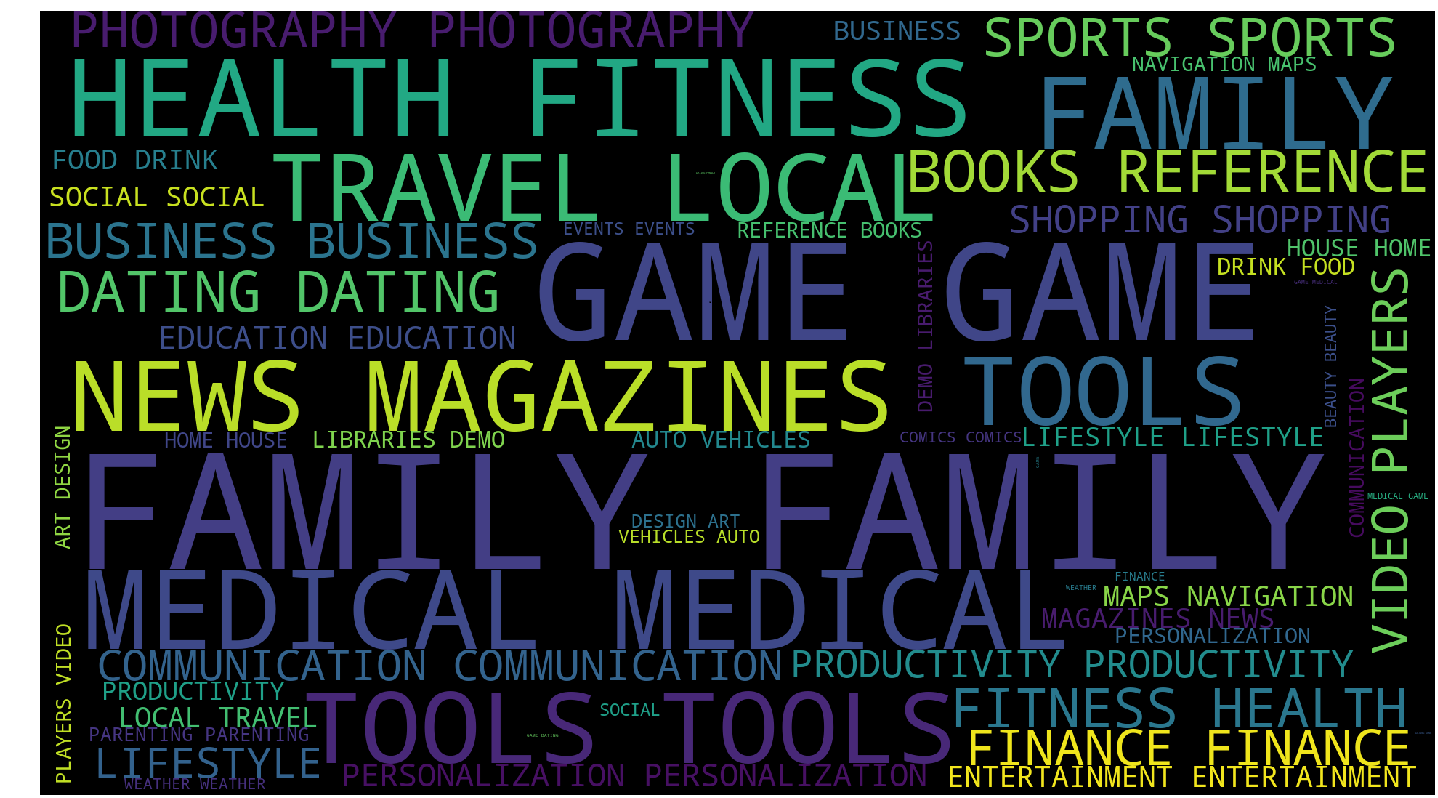 PHOTOGRAPHY PHOTOGRAPHY
BUSINESS
SPORTS SPORTS
NAVIGATION MAPS
HEALTH FITNESS
FAMILY
FOOD DRINK
TRAVEL LOCAL
BOOKS REFERENCE
SOCIAL SOCIAL
SHOPPING SHOPPING
BUSINESS BUSINESS
EVENTS EVENTS
REFERENCE BOOKS
HOUSE HOME
DRINK FOOD
GAME GAME
DATING DATING
DEMO LIBRARIES
GAME MEDICAL
EDUCATION EDUCATION
BEAUTY BEAUTY
VIDEO PLAYERS
NEWS MAGAZINES
TOOLS
COMMUNICATION
HOME HOUSE
LIBRARIES DEMO
AUTO VEHICLES
COMICS COMICS
LIFESTYLE LIFESTYLE
ART DESIGN
FAMILY FAMILY
DESIGN ART
VEHICLES AUTO
MEDICAL GAME
MEDICAL MEDICAL
FINANCE
WEATHER
MAPS NAVIGATION
MAGAZINES NEWS
PERSONALIZATION
PLAYERS VIDEO
COMMUNICATION COMMUNICATION
PRODUCTIVITY PRODUCTIVITY
PRODUCTIVITY
TOOLS TOOLS
SOCIAL
FITNESS HEALTH
LOCAL TRAVEL
PARENTING PARENTING
FINANCE FINANCE
LIFESTYLE
PERSONALIZATION PERSONALIZATION
ENTERTAINMENT ENTERTAINMENT
WEATHER WEATHER